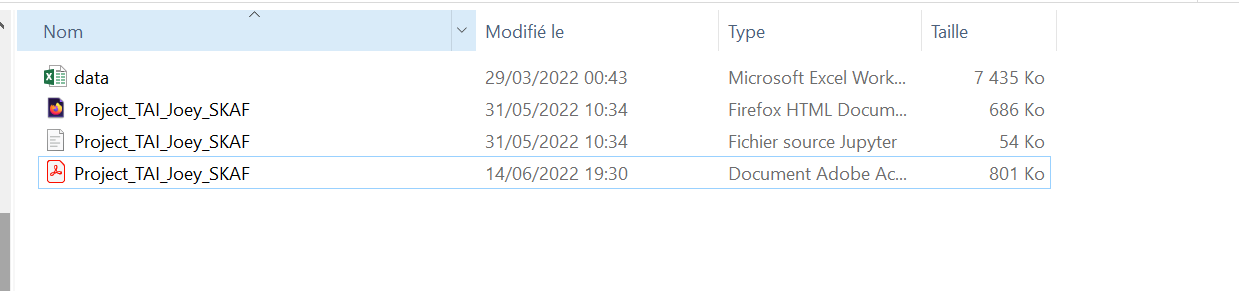 Nom Modifié le Type Taille
data 29/03/2022 00:43 Microsoft Excel Work... 7 435 Ko
Project_TAI_Joey_SKAF 31/05/2022 10:34 Firefox HTML Docum... 686 Ko
Project_TAI_Joey_SKAF 31/05/2022 10:34 Fichier source Jupyter 54 Ko
Project_TAI_Joey_SKAF 14/06/2022 19:30 Document Adobe Ac... 801 Ko